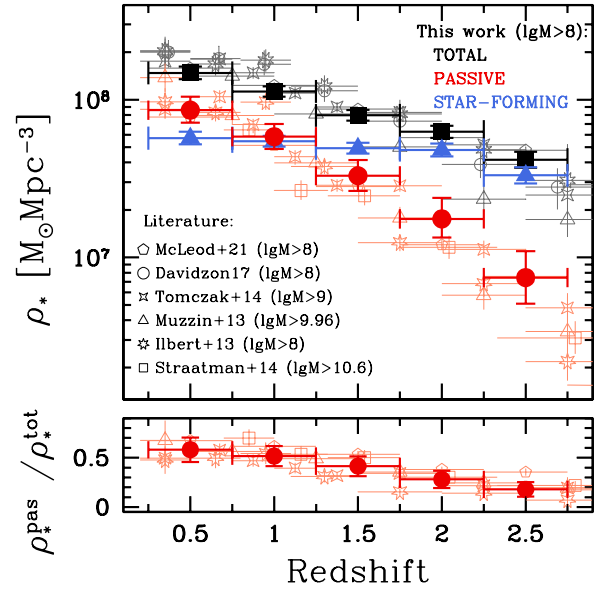 This work (lgM>8):
TOTAL
PASSIVE
STAR-FORMING
10⁸
10⁷
ρ* [M⊙Mpc⁻³]
Literature:
McLeod+21 (lgM>8)
Davidzon17 (lgM>8)
Tomczak+14 (lgM>9)
Muzzin+13 (lgM>9.96)
Ilbert+13 (lgM>8)
Straatman+14 (lgM>10.6)
0.5
0
ρ*ᵖᵃˢ / ρ*ᵗᵒᵗ
0.5 1 1.5 2 2.5
Redshift